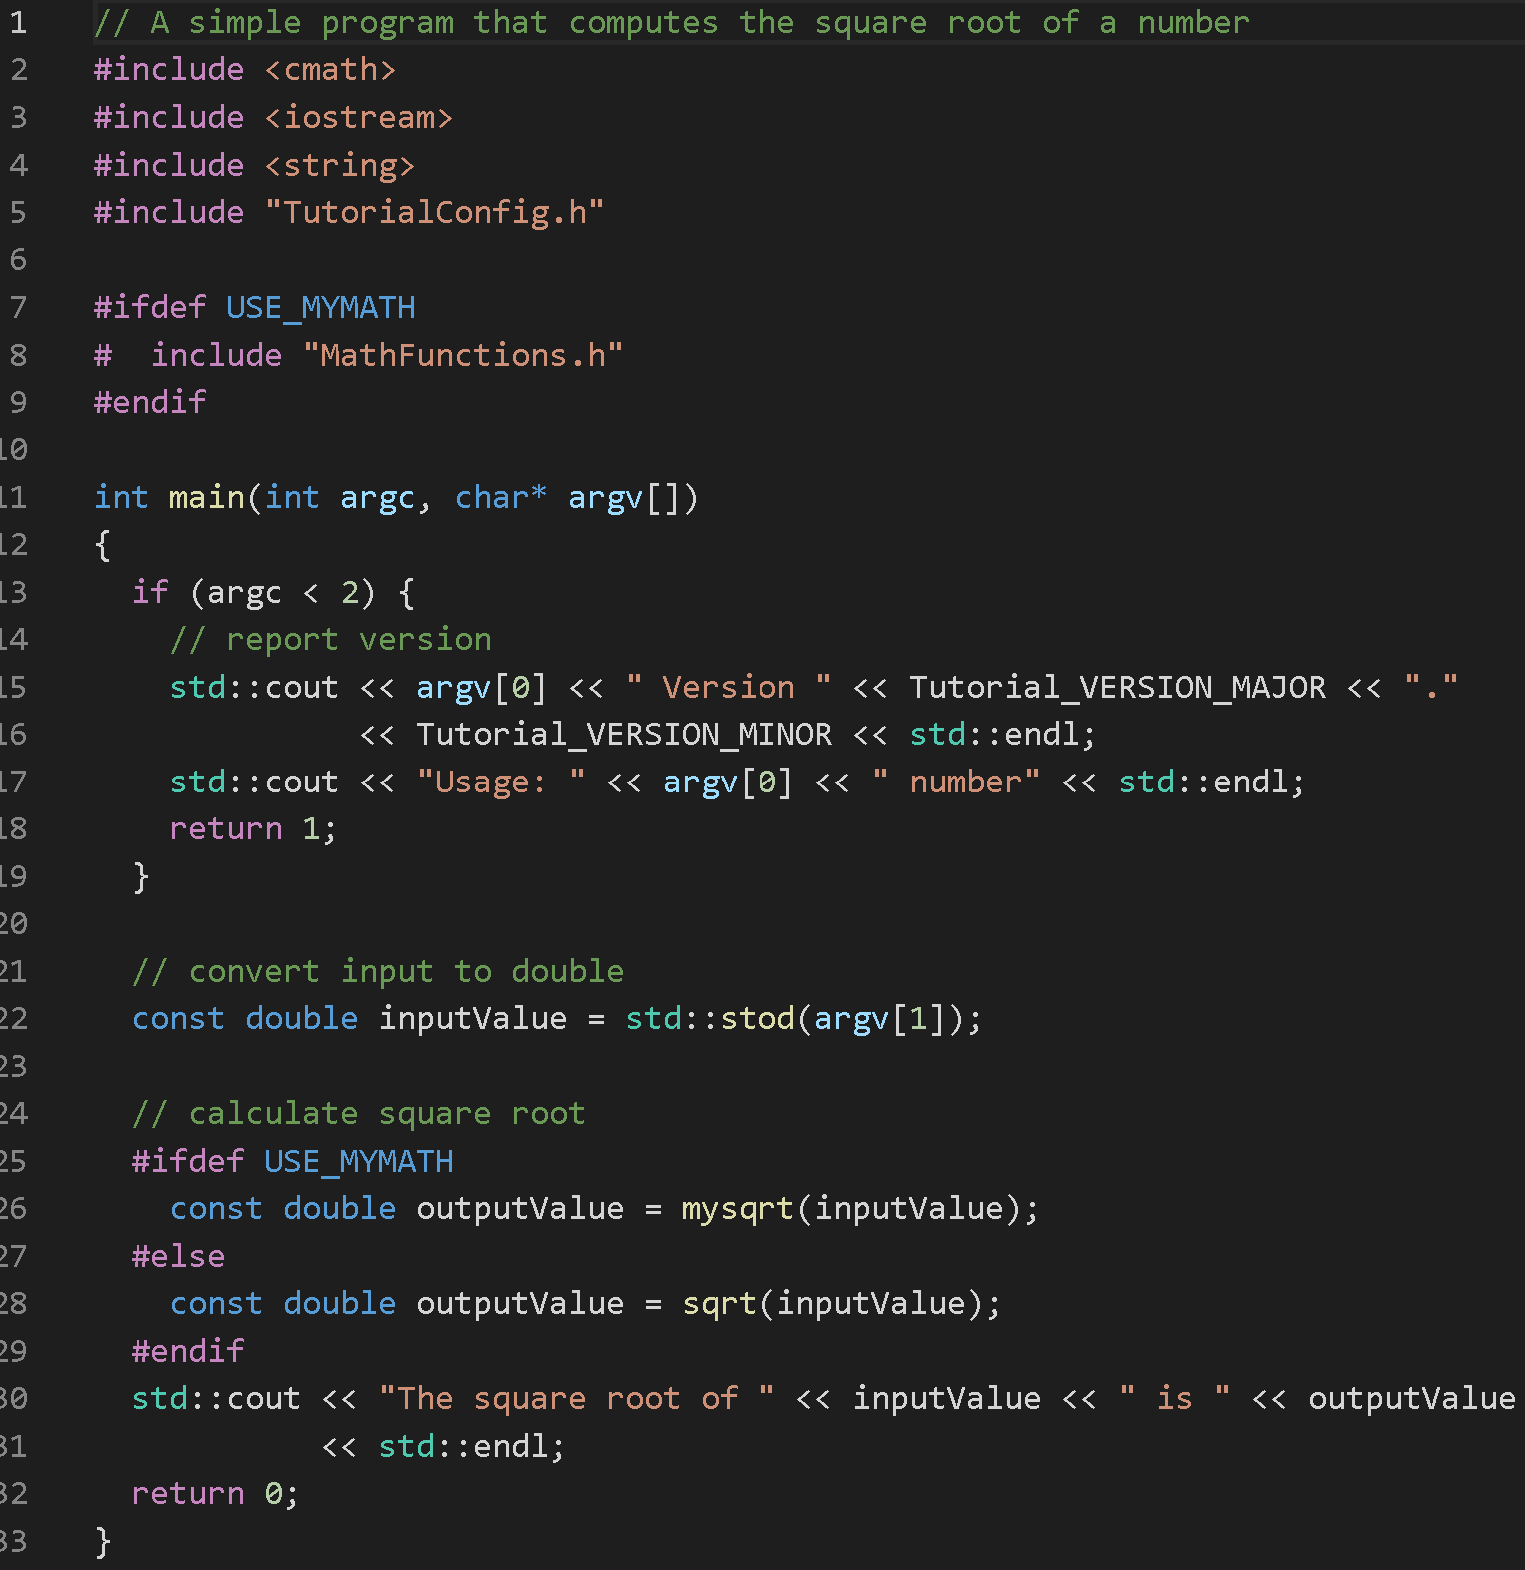 1 // A simple program that computes the square root of a number
2 #include <cmath>
3 #include <iostream>
4 #include <string>
5 #include "TutorialConfig.h"
6
7 #ifdef USE_MYMATH
8 #  include "MathFunctions.h"
9 #endif
10
11 int main(int argc, char* argv[])
12 {
13   if (argc < 2) {
14     // report version
15     std::cout << argv[0] << " Version " << Tutorial_VERSION_MAJOR << "."
16               << Tutorial_VERSION_MINOR << std::endl;
17     std::cout << "Usage: " << argv[0] << " number" << std::endl;
18     return 1;
19   }
20
21   // convert input to double
22   const double inputValue = std::stod(argv[1]);
23
24   // calculate square root
25   #ifdef USE_MYMATH
26     const double outputValue = mysqrt(inputValue);
27   #else
28     const double outputValue = sqrt(inputValue);
29   #endif
30   std::cout << "The square root of " << inputValue << " is " << outputValue
31             << std::endl;
32   return 0;
33 }